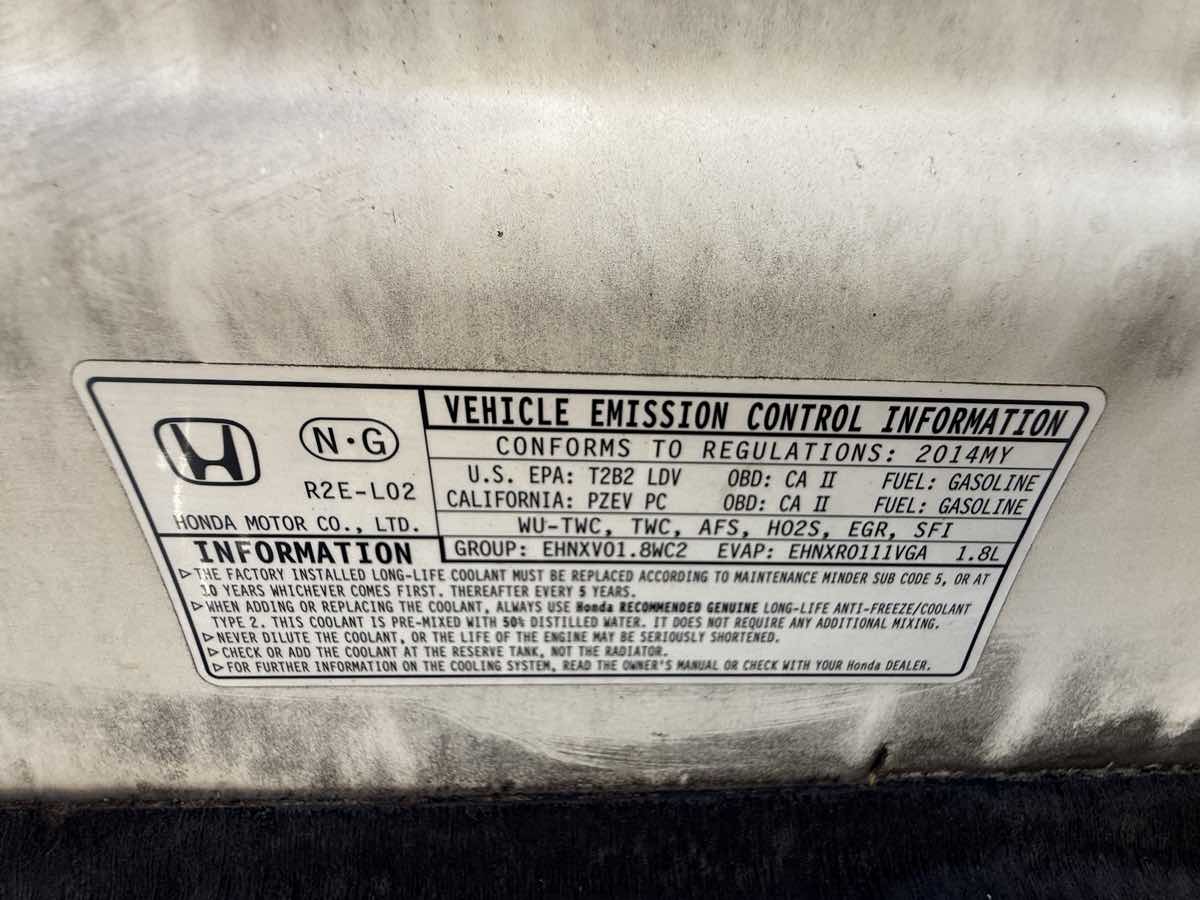 N·G
R2E-L02
HONDA MOTOR CO., LTD.
VEHICLE EMISSION CONTROL INFORMATION
CONFORMS TO REGULATIONS: 2014MY
U.S. EPA: T2B2 LDV OBD: CA II FUEL: GASOLINE
CALIFORNIA: PZEV PC OBD: CA II FUEL: GASOLINE
WU-TWC, TWC, AFS, HO2S, EGR, SFI
GROUP: EHNXV01.8WC2 EVAP: EHNXR0111VGA 1.8L
INFORMATION
▷THE FACTORY INSTALLED LONG-LIFE COOLANT MUST BE REPLACED ACCORDING TO MAINTENANCE MINDER SUB CODE 5, OR AT
10 YEARS WHICHEVER COMES FIRST. THEREAFTER EVERY 5 YEARS.
▷WHEN ADDING OR REPLACING THE COOLANT, ALWAYS USE Honda RECOMMENDED GENUINE LONG-LIFE ANTI-FREEZE/COOLANT
TYPE 2. THIS COOLANT IS PRE-MIXED WITH 50% DISTILLED WATER. IT DOES NOT REQUIRE ANY ADDITIONAL MIXING.
▷NEVER DILUTE THE COOLANT, OR THE LIFE OF THE ENGINE MAY BE SERIOUSLY SHORTENED.
▷CHECK OR ADD THE COOLANT AT THE RESERVE TANK, NOT THE RADIATOR.
▷FOR FURTHER INFORMATION ON THE COOLING SYSTEM, READ THE OWNER'S MANUAL OR CHECK WITH YOUR Honda DEALER.